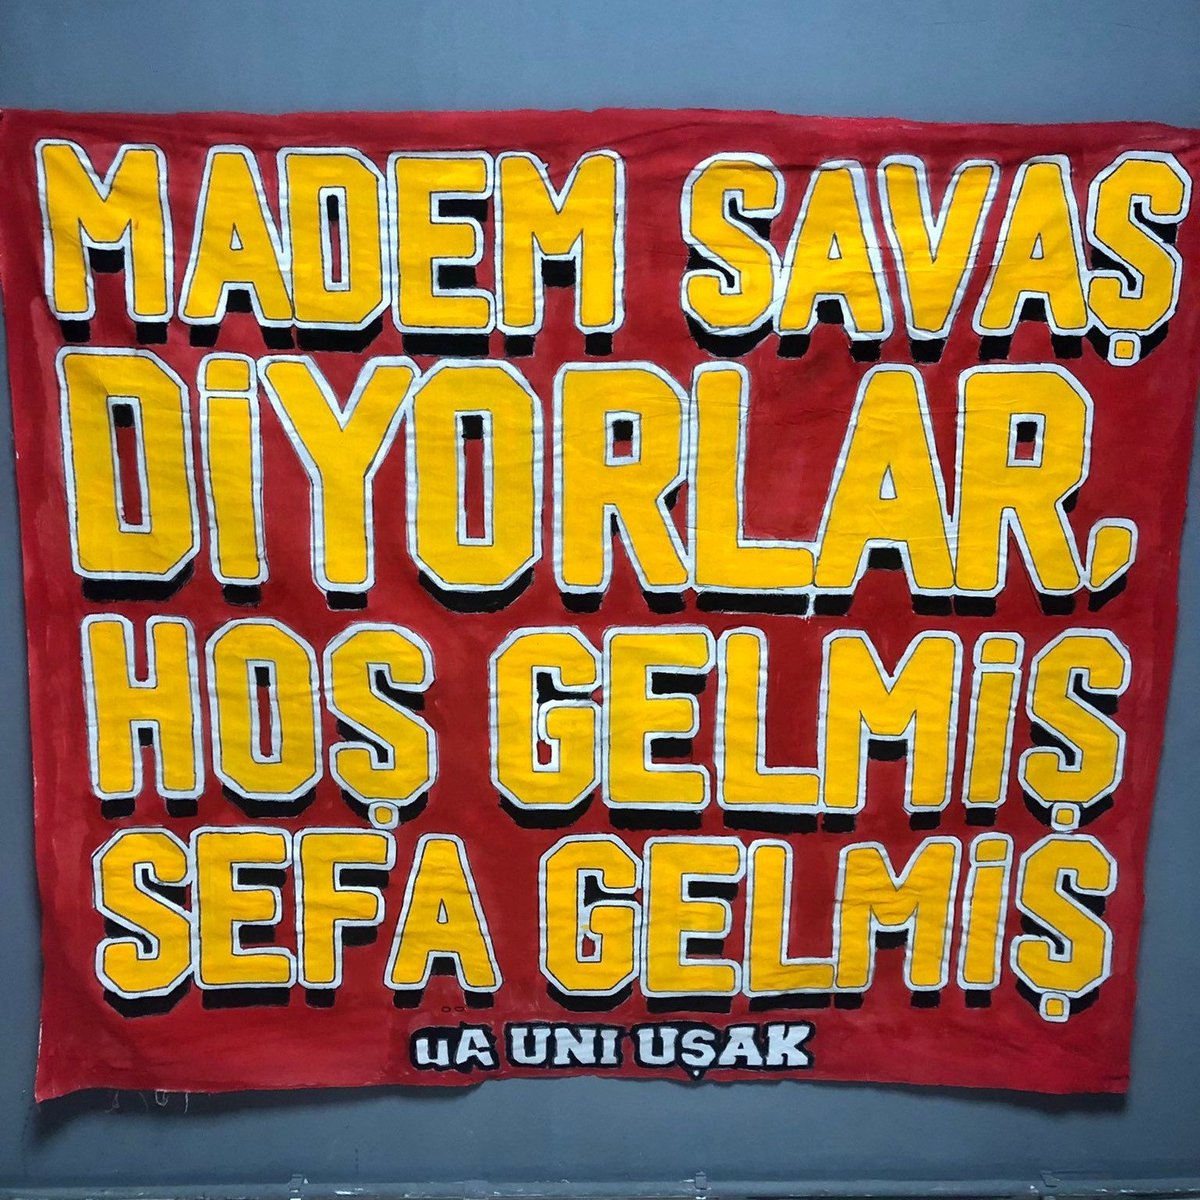 MADEM SAVAŞ
DİYORLAR,
HOŞ GELMİŞ
SEFA GELMİŞ
uA UNI UŞAK